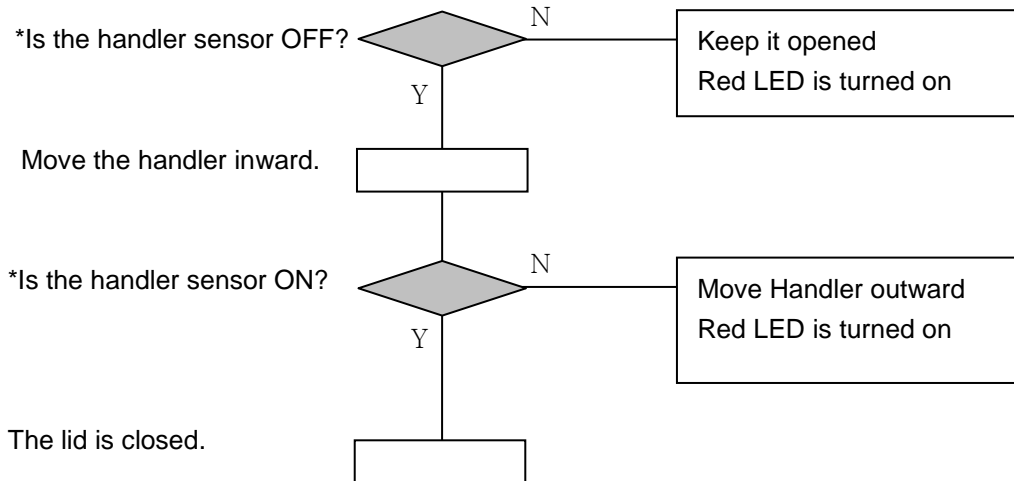 *Is the handler sensor OFF?
N
Keep it opened
Red LED is turned on
Y
Move the handler inward.
*Is the handler sensor ON?
N
Move Handler outward
Red LED is turned on
Y
The lid is closed.